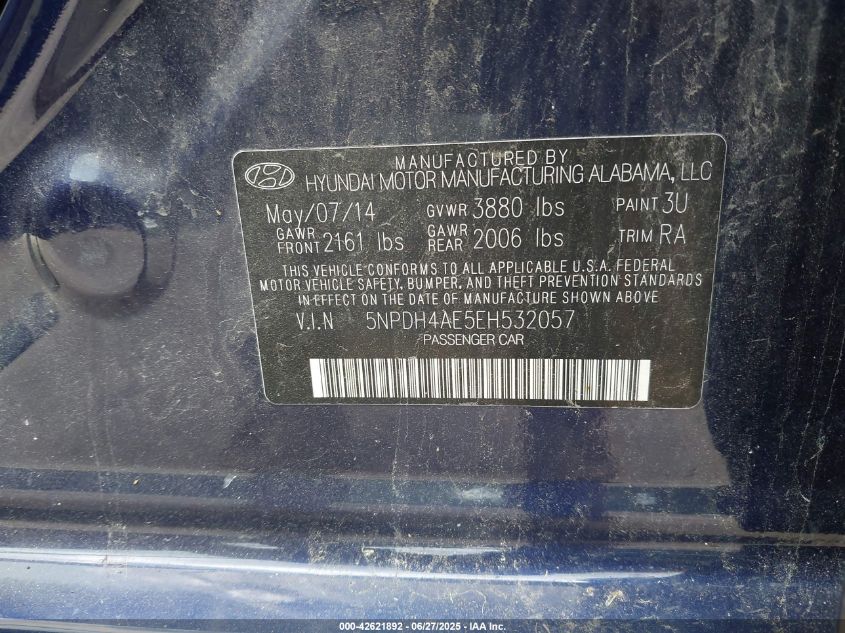 MANUFACTURED BY
HYUNDAI MOTOR MANUFACTURING ALABAMA, LLC
May/07/14 GVWR 3880 lbs PAINT 3U
GAWR FRONT 2161 lbs GAWR REAR 2006 lbs TRIM RA
THIS VEHICLE CONFORMS TO ALL APPLICABLE U.S.A. FEDERAL
MOTOR VEHICLE SAFETY, BUMPER, AND THEFT PREVENTION STANDARDS
IN EFFECT ON THE DATE OF MANUFACTURE SHOWN ABOVE
V.I.N 5NPDH4AE5EH532057
PASSENGER CAR
000-42621892 - 06/27/2025 - IAA Inc.